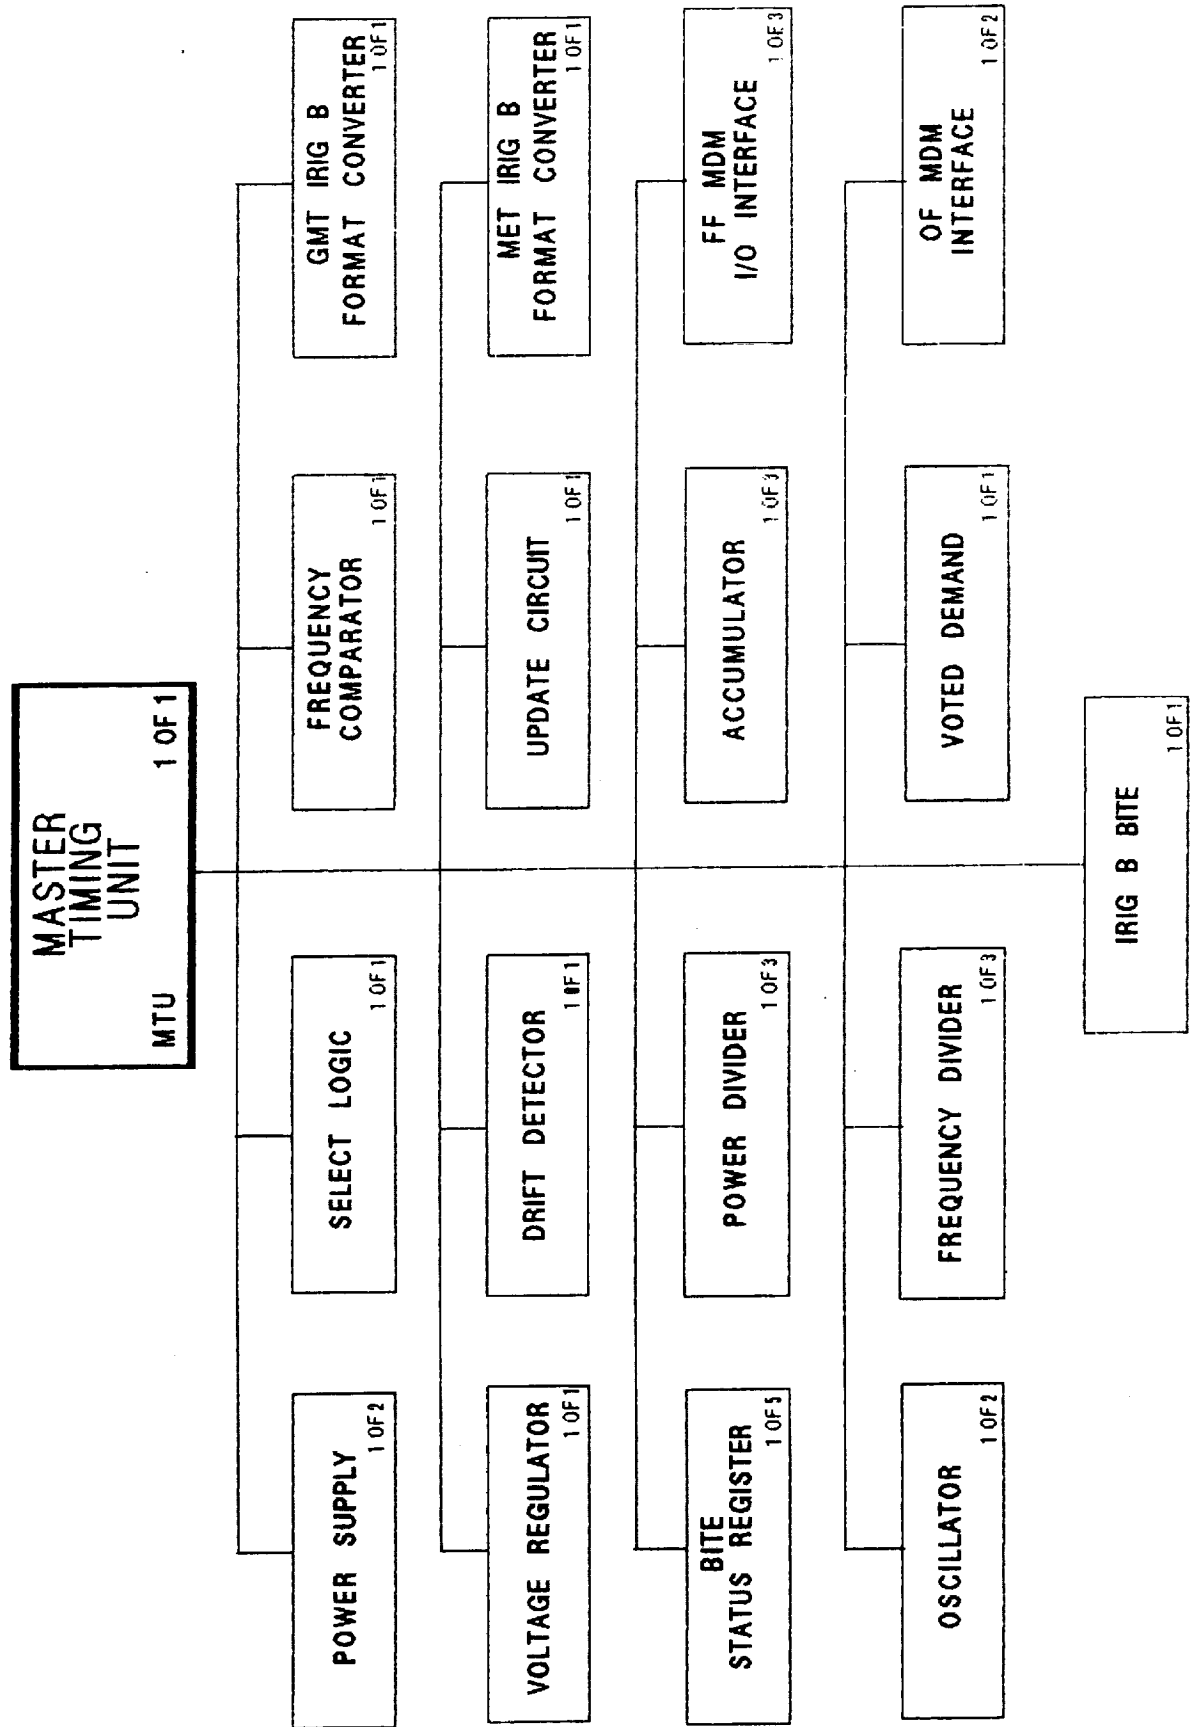 MASTER
TIMING
UNIT
MTU 1 OF 1
POWER SUPPLY
1 OF 2
SELECT LOGIC
1 OF 1
FREQUENCY
COMPARATOR
1 OF 1
GMT IRIG B
FORMAT CONVERTER
1 OF 1
VOLTAGE REGULATOR
1 OF 1
DRIFT DETECTOR
1 OF 1
UPDATE CIRCUIT
1 OF 1
MET IRIG B
FORMAT CONVERTER
1 OF 1
BITE
STATUS REGISTER
1 OF 5
POWER DIVIDER
1 OF 3
ACCUMULATOR
1 OF 3
FF MDM
I/O INTERFACE
1 OF 3
OSCILLATOR
1 OF 2
FREQUENCY DIVIDER
1 OF 3
VOTED DEMAND
1 OF 1
OF MDM
INTERFACE
1 OF 2
IRIG B BITE
1 OF 1